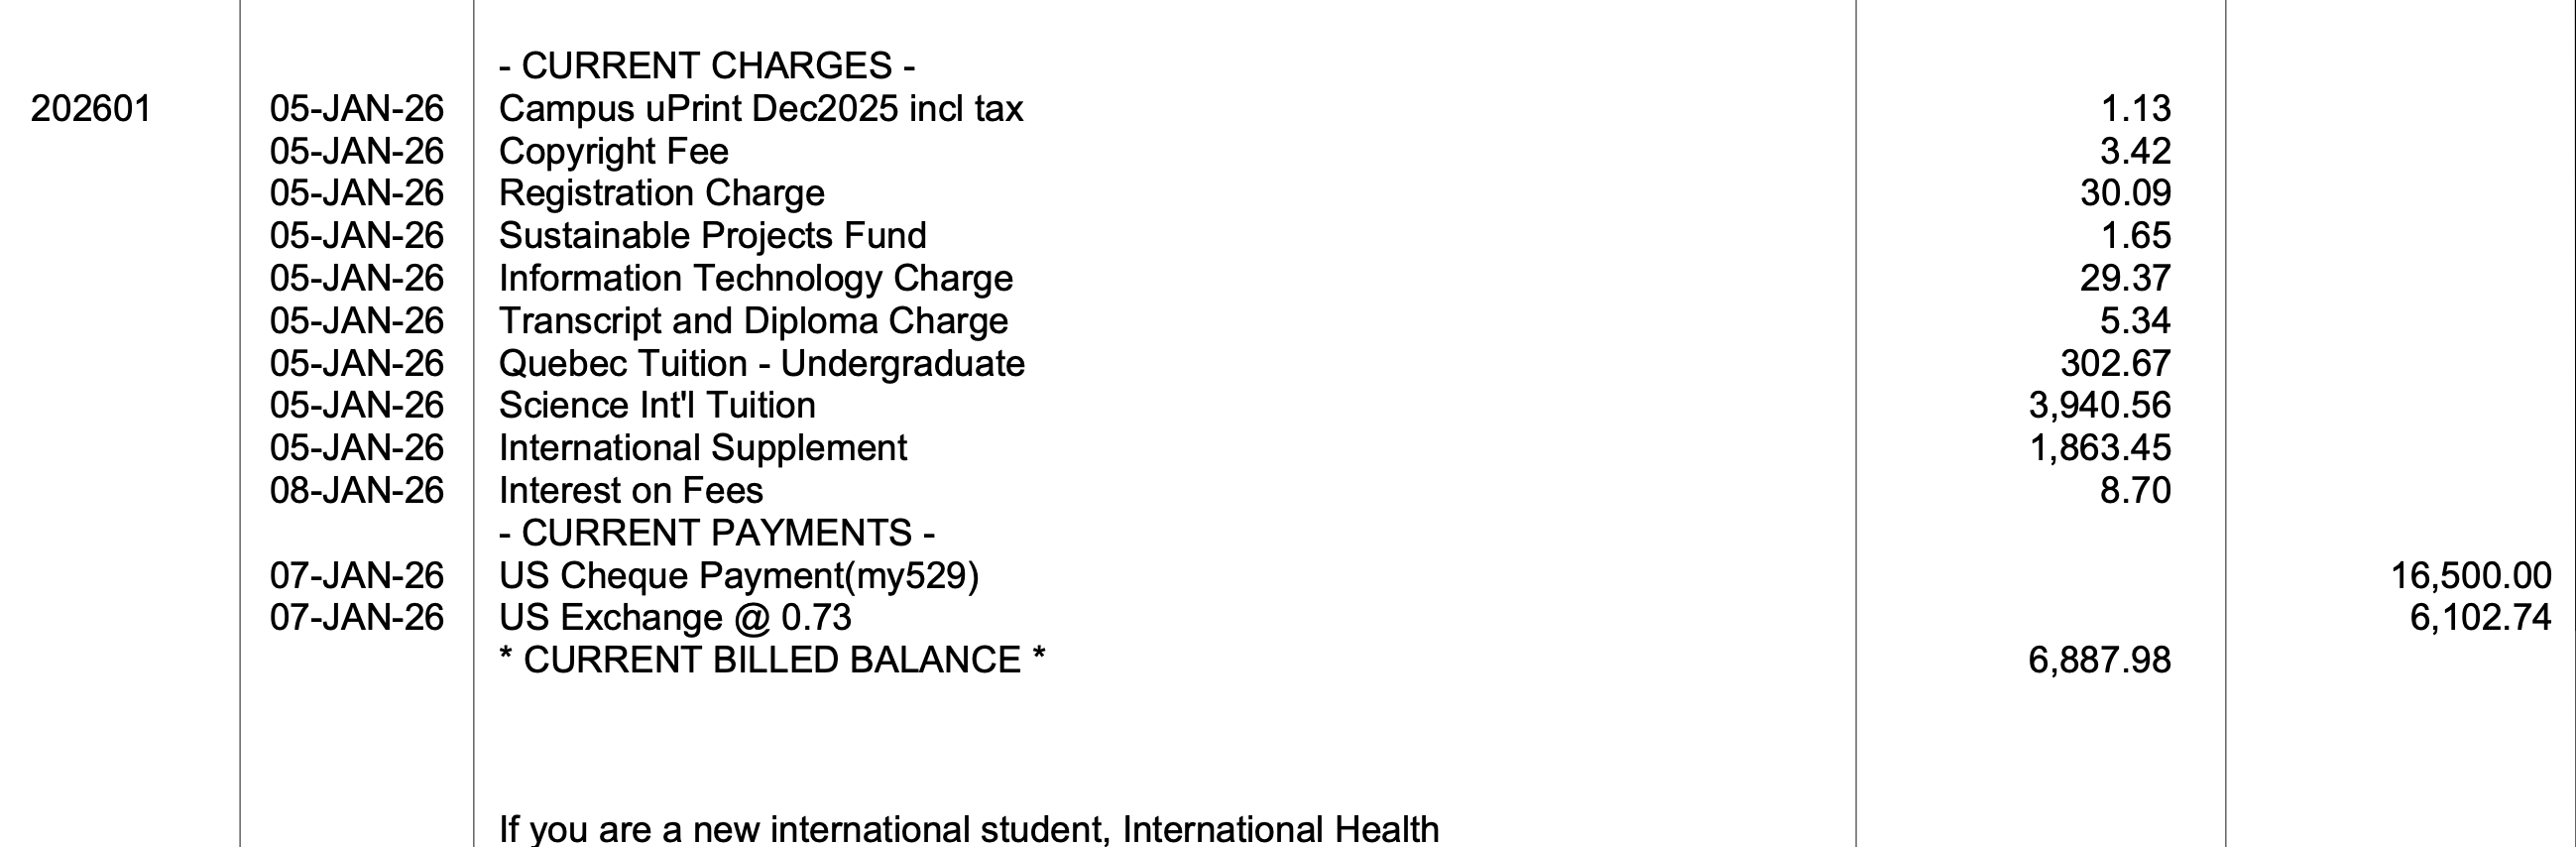 - CURRENT CHARGES -
202601 05-JAN-26 Campus uPrint Dec2025 incl tax 1.13
05-JAN-26 Copyright Fee 3.42
05-JAN-26 Registration Charge 30.09
05-JAN-26 Sustainable Projects Fund 1.65
05-JAN-26 Information Technology Charge 29.37
05-JAN-26 Transcript and Diploma Charge 5.34
05-JAN-26 Quebec Tuition - Undergraduate 302.67
05-JAN-26 Science Int'l Tuition 3,940.56
05-JAN-26 International Supplement 1,863.45
08-JAN-26 Interest on Fees 8.70
- CURRENT PAYMENTS -
07-JAN-26 US Cheque Payment(my529) 16,500.00
07-JAN-26 US Exchange @ 0.73 6,102.74
* CURRENT BILLED BALANCE * 6,887.98
If you are a new international student, International Health